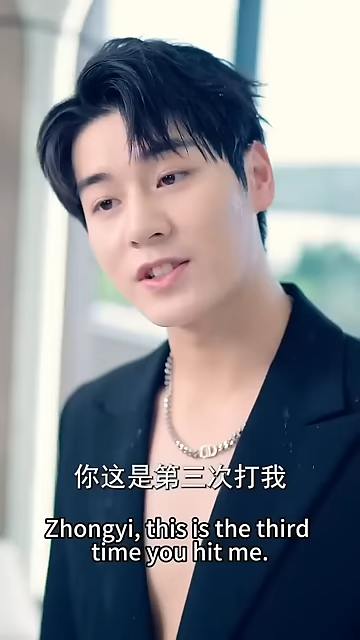 你这是第三次打我
Zhongyi, this is the third
time you hit me.